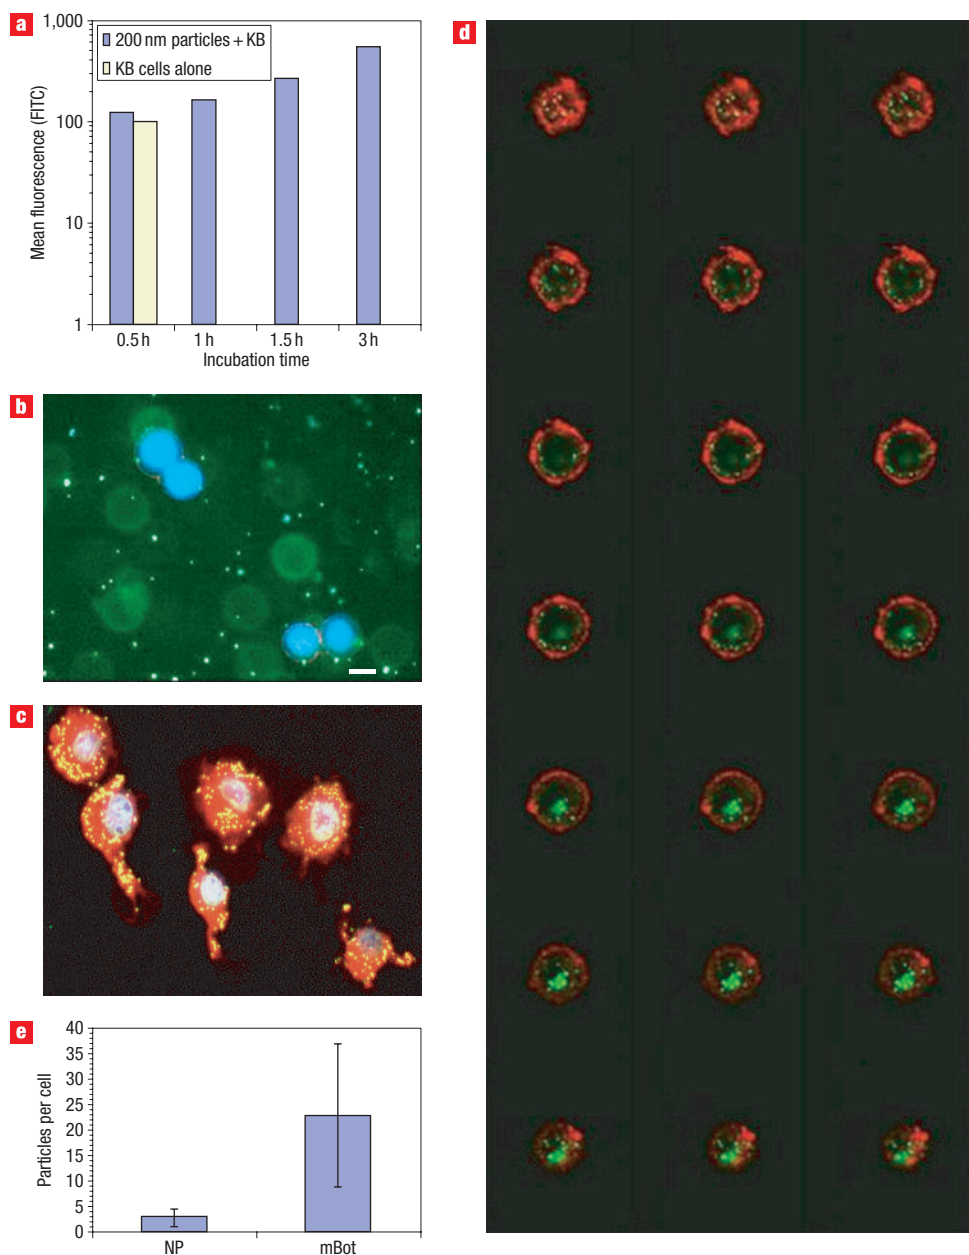 a
1,000
100
10
1
Mean fluorescence (FITC)
200 nm particles + KB
KB cells alone
0.5 h
1 h
1.5 h
3 h
Incubation time
b
c
d
e
40
35
30
25
20
15
10
5
0
Particles per cell
NP
mBot